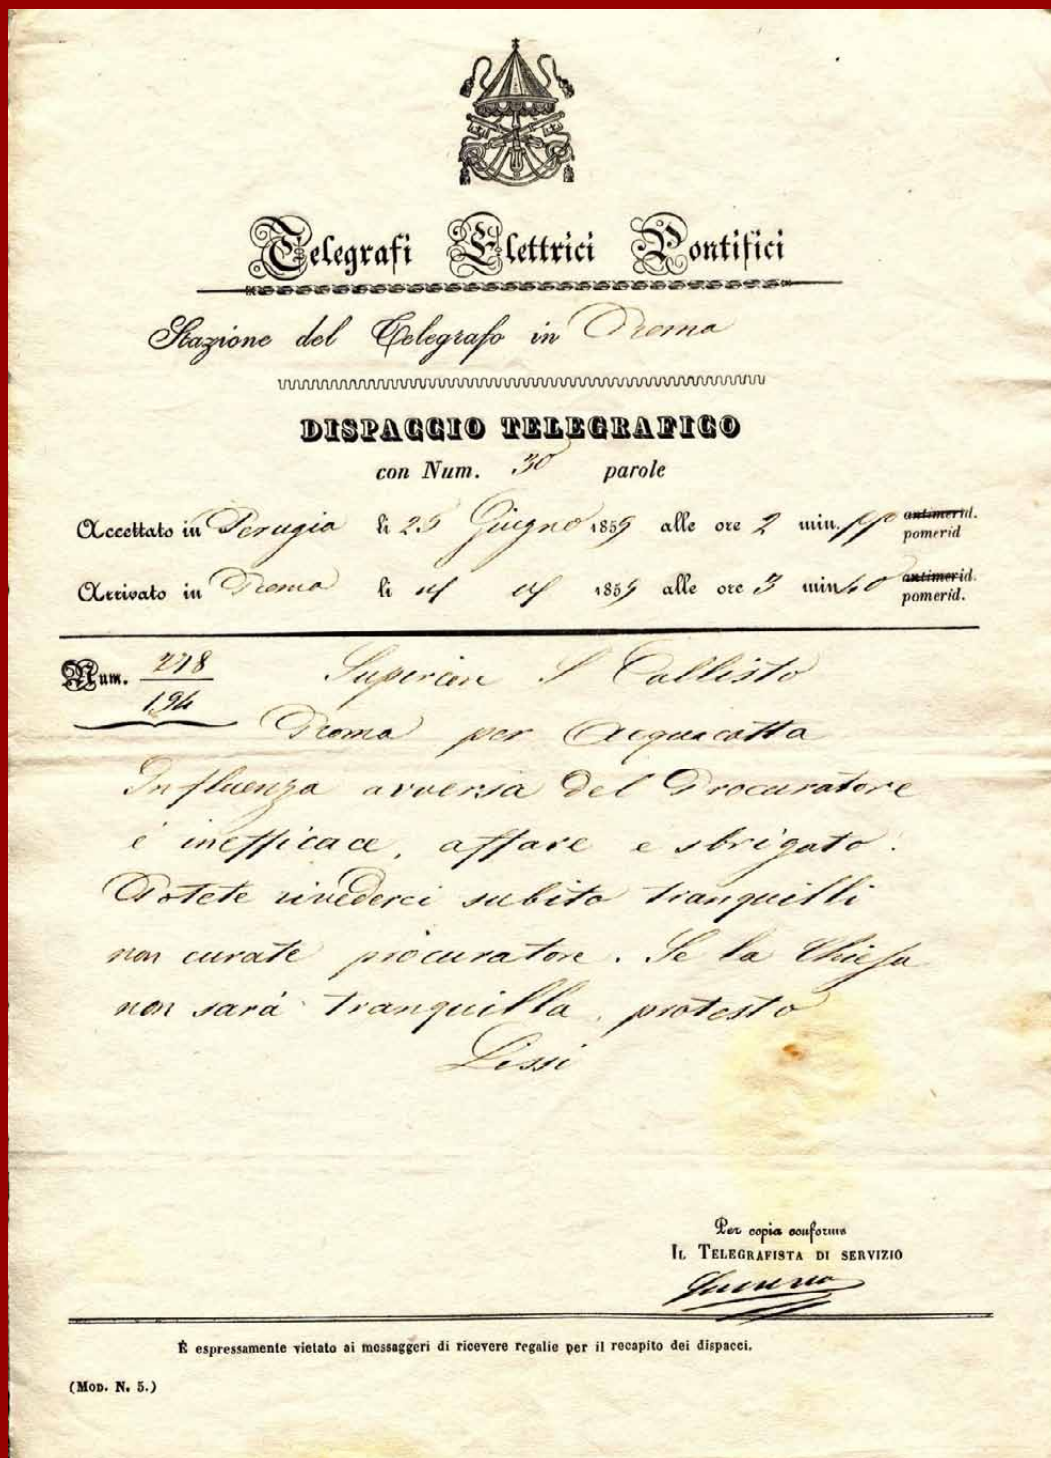 Telegrafi Elettrici Pontifici
Stazione del Telegrafo in Roma
DISPACCIO TELEGRAFICO
con Num. 30 parole
Accettato in Perugia li 25 Giugno 1859 alle ore 2 min. antimerid. pomerid
Arrivato in Roma li 1859 alle ore 3 min 40 antimerid. pomerid.
Num. 278
194
S Callisto
Roma per Acquacotta
Influenza avversa del Procuratore
é inefficace, affare e sbrigato.
Potete rivederci subito tranquilli
non curate procuratore. Se la Chiesa
non sará tranquilla protesto
Lessi
Per copia conforme
IL TELEGRAFISTA DI SERVIZIO
È espressamente vietato ai messaggeri di ricevere regalie per il recapito dei dispacci.
(MOD. N. 5.)